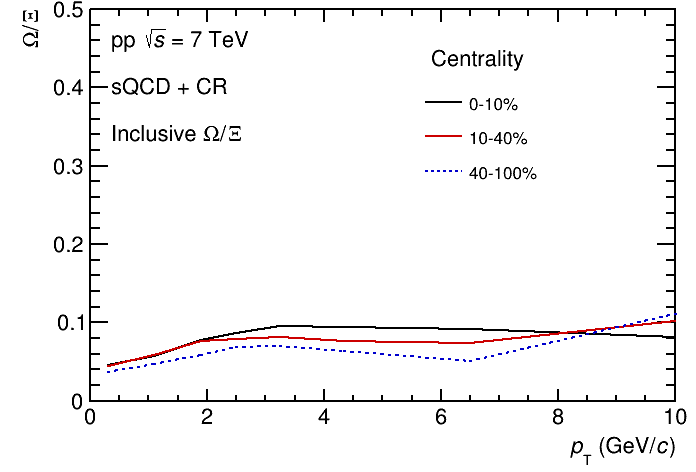 Ω/Ξ
0.5
0.4
0.3
0.2
0.1
0
pp √s = 7 TeV
sQCD + CR
Inclusive Ω/Ξ
Centrality
0-10%
10-40%
40-100%
0 2 4 6 8 10
p_T (GeV/c)